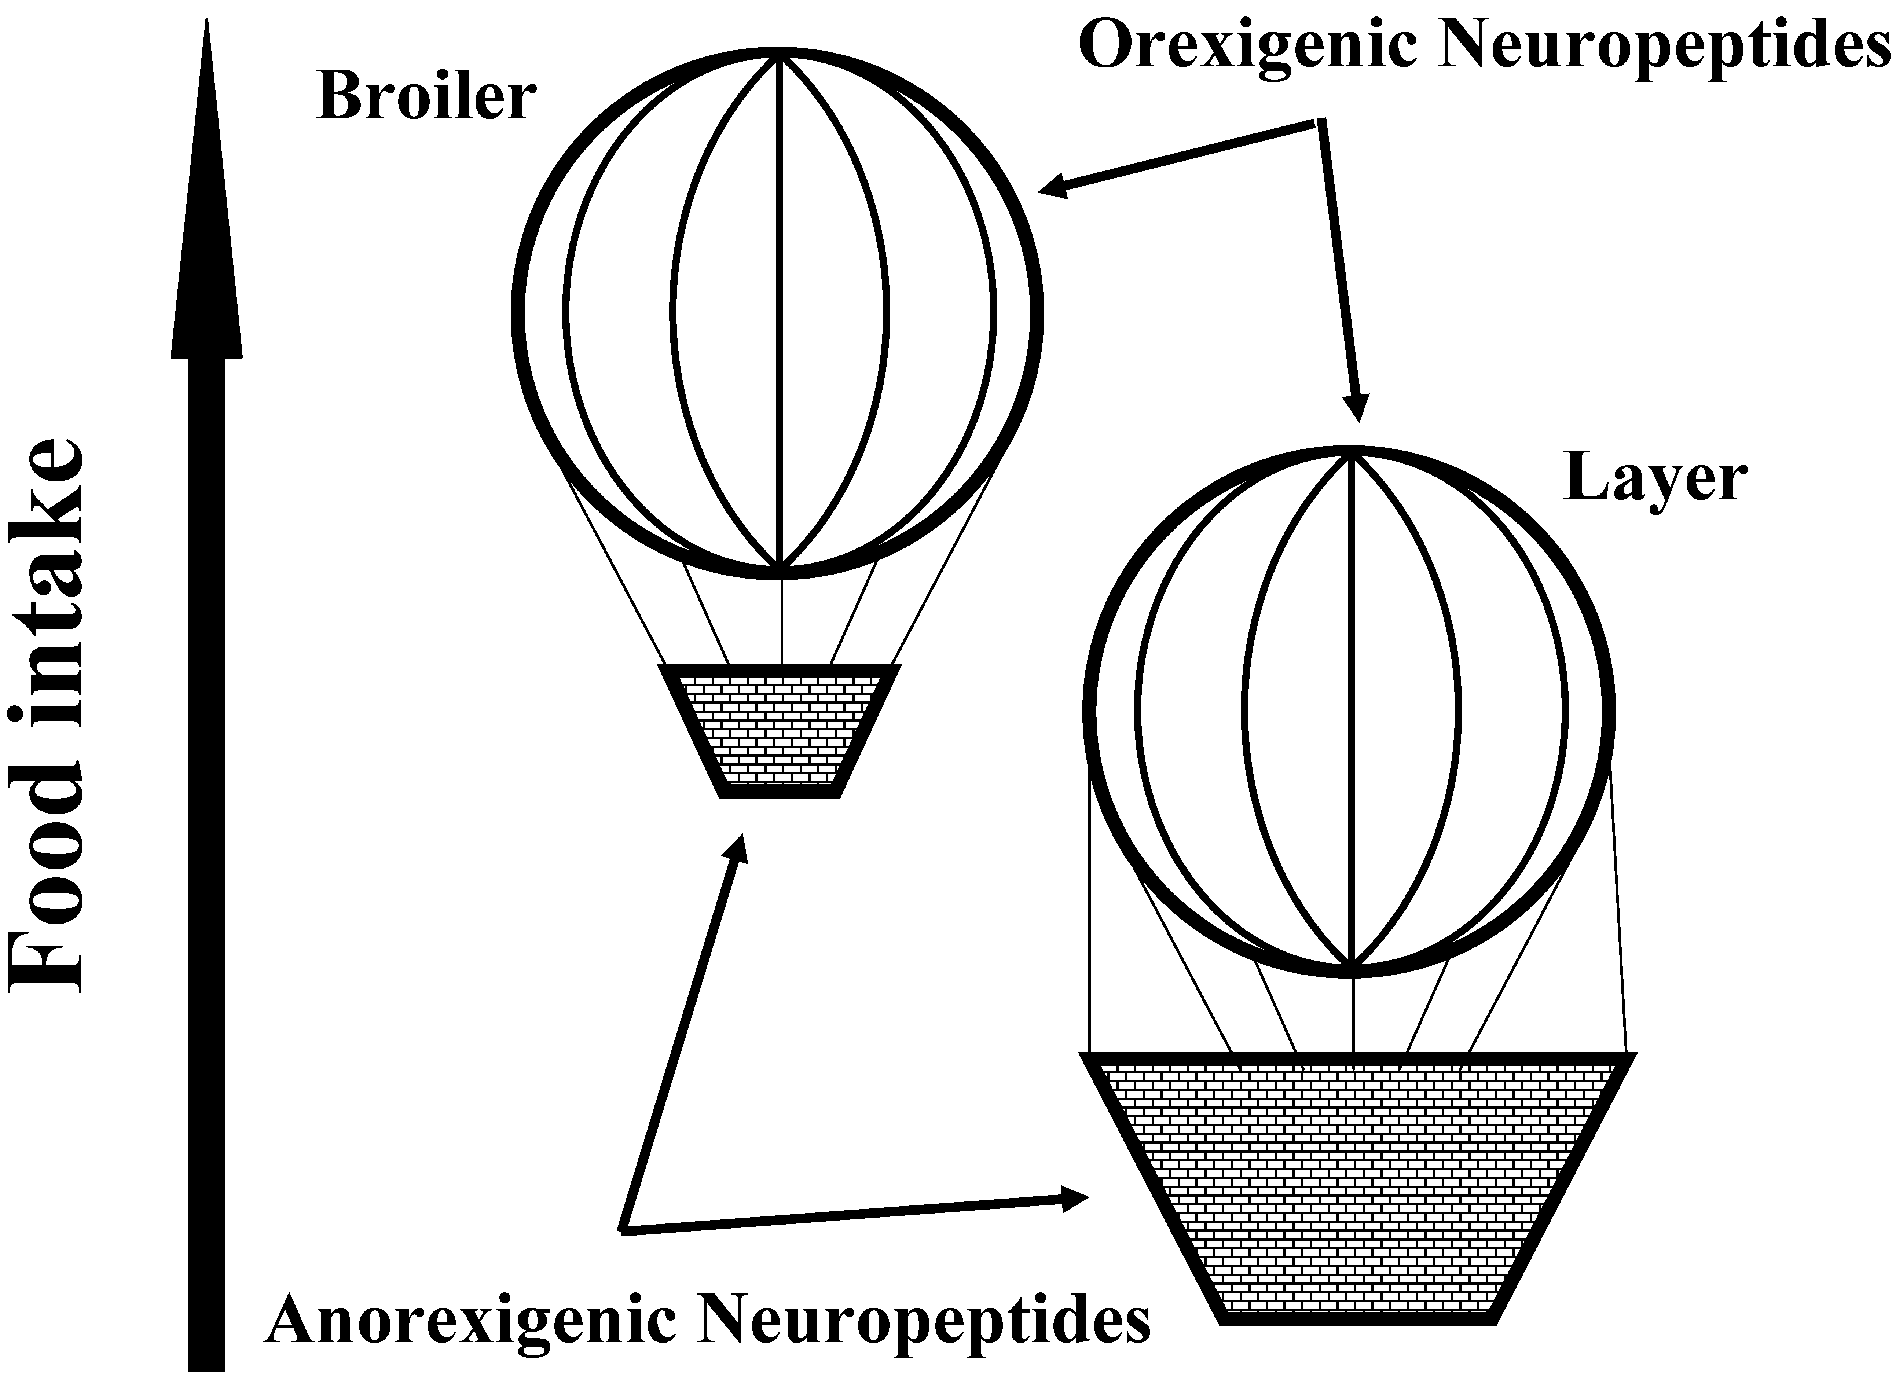 Orexigenic Neuropeptides
Broiler
Layer
Food intake
Anorexigenic Neuropeptides